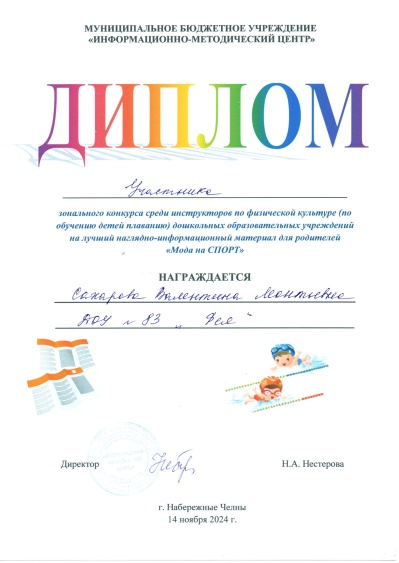 МУНИЦИПАЛЬНОЕ БЮДЖЕТНОЕ УЧРЕЖДЕНИЕ
«ИНФОРМАЦИОННО-МЕТОДИЧЕСКИЙ ЦЕНТР»
ДИПЛОМ
Участника
зонального конкурса среди инструкторов по физической культуре (по
обучению детей плаванию) дошкольных образовательных учреждений
на лучший наглядно-информационный материал для родителей
«Мода на СПОРТ»
НАГРАЖДАЕТСЯ
Сахарова Валентина Леонтьевна
ДОУ № 83 „Фея"
Директор
Н.А. Нестерова
г. Набережные Челны
14 ноября 2024 г.